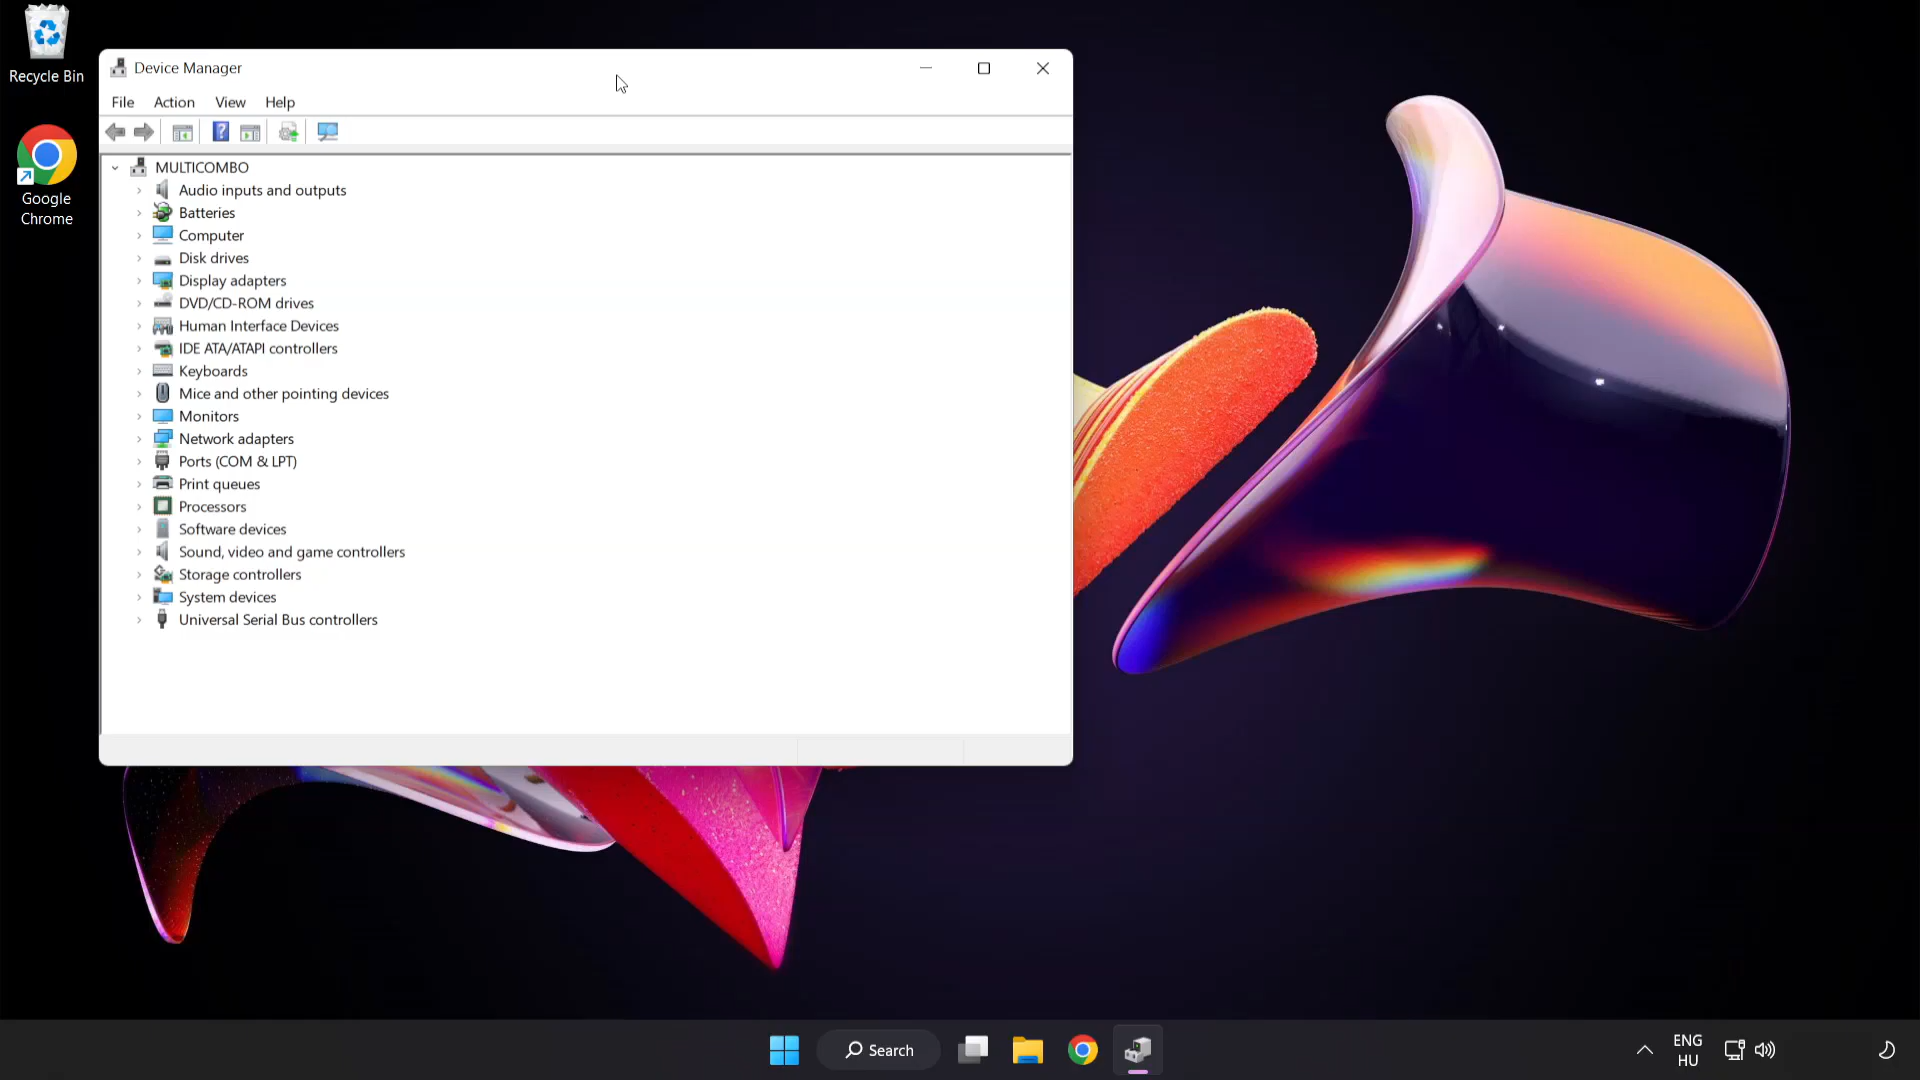 Recycle Bin
Google
Chrome
Device Manager
File Action View Help
MULTICOMBO
Audio inputs and outputs
Batteries
Computer
Disk drives
Display adapters
DVD/CD-ROM drives
Human Interface Devices
IDE ATA/ATAPI controllers
Keyboards
Mice and other pointing devices
Monitors
Network adapters
Ports (COM & LPT)
Print queues
Processors
Software devices
Sound, video and game controllers
Storage controllers
System devices
Universal Serial Bus controllers
Search
ENG
HU